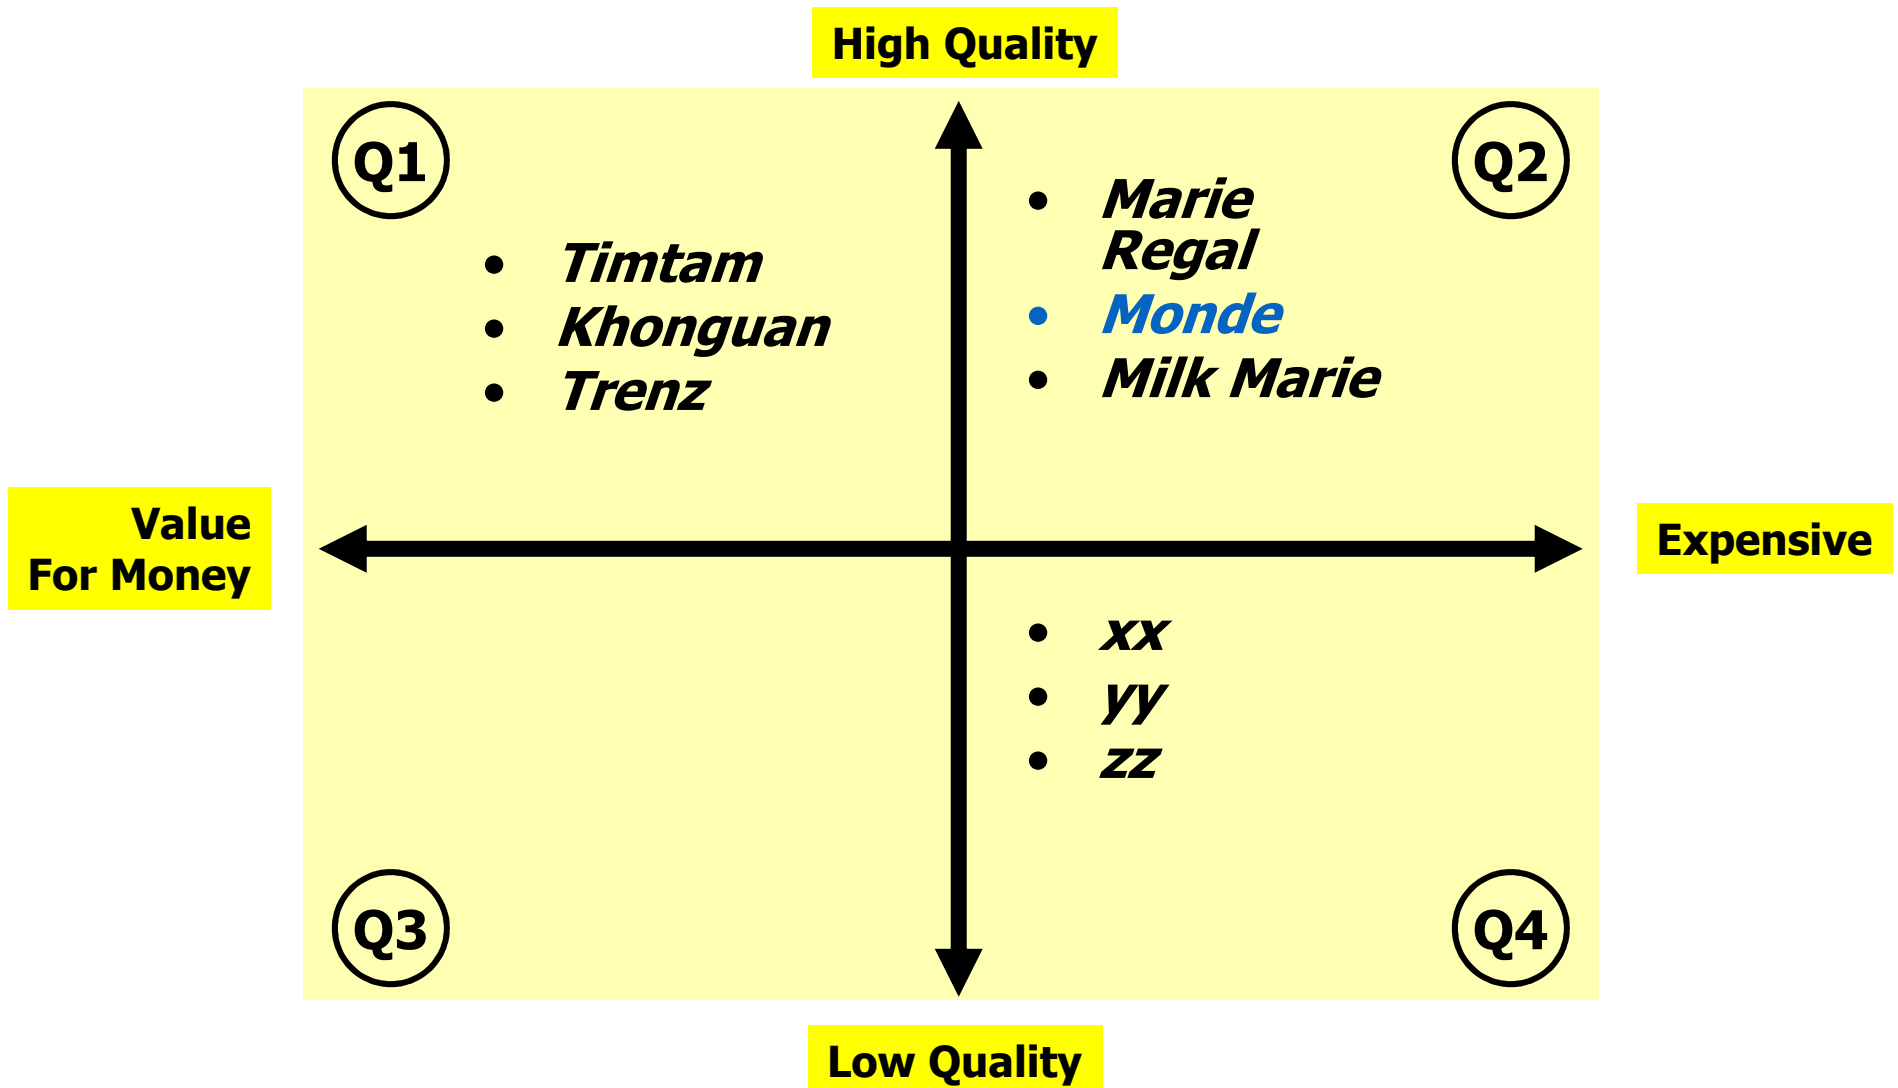 High Quality
Q1
Q2
• Timtam
• Khonguan
• Trenz
• Marie
Regal
• Monde
• Milk Marie
Value
For Money
Expensive
• xx
• yy
• zz
Q3
Q4
Low Quality